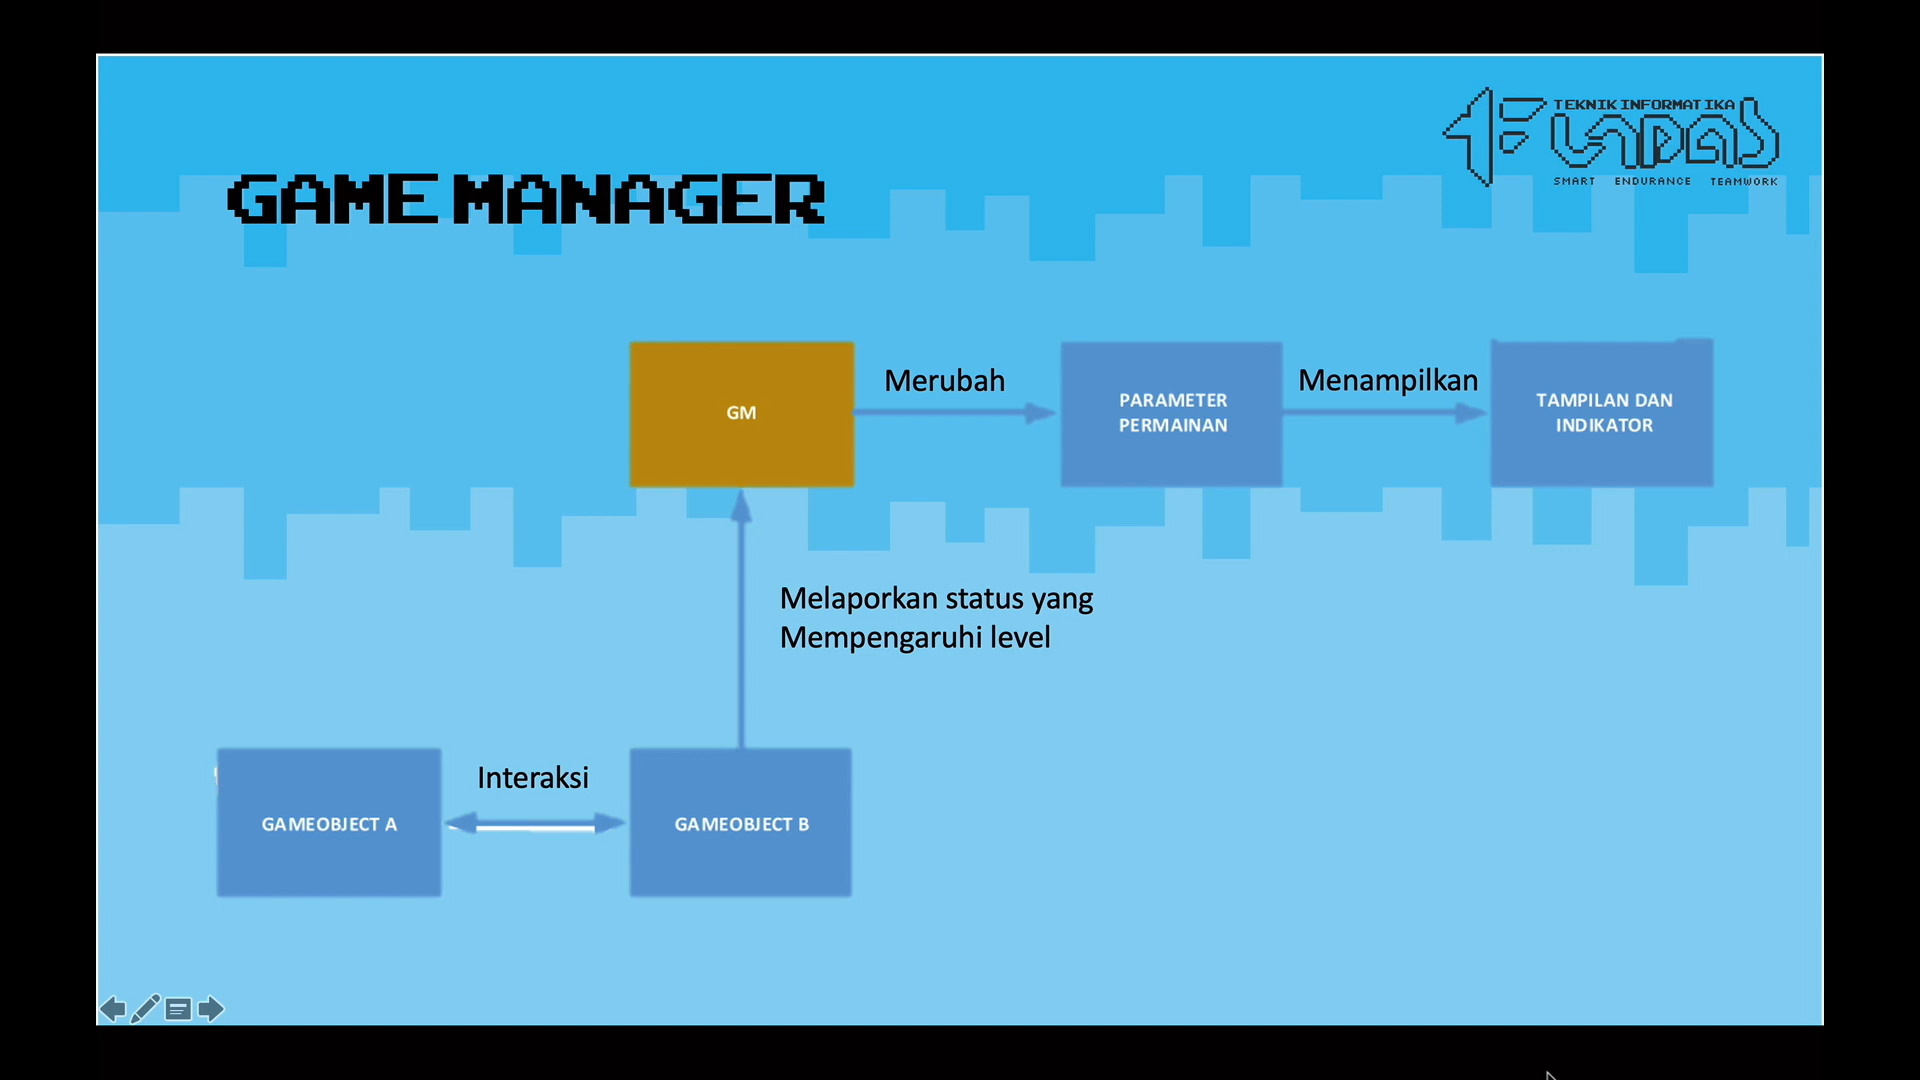 TEKNIK INFORMATIKA
UNPAS
SMART ENDURANCE TEAMWORK
GAME MANAGER
GM
Merubah
PARAMETER
PERMAINAN
Menampilkan
TAMPILAN DAN
INDIKATOR
Melaporkan status yang
Mempengaruhi level
GAMEOBJECT A
Interaksi
GAMEOBJECT B